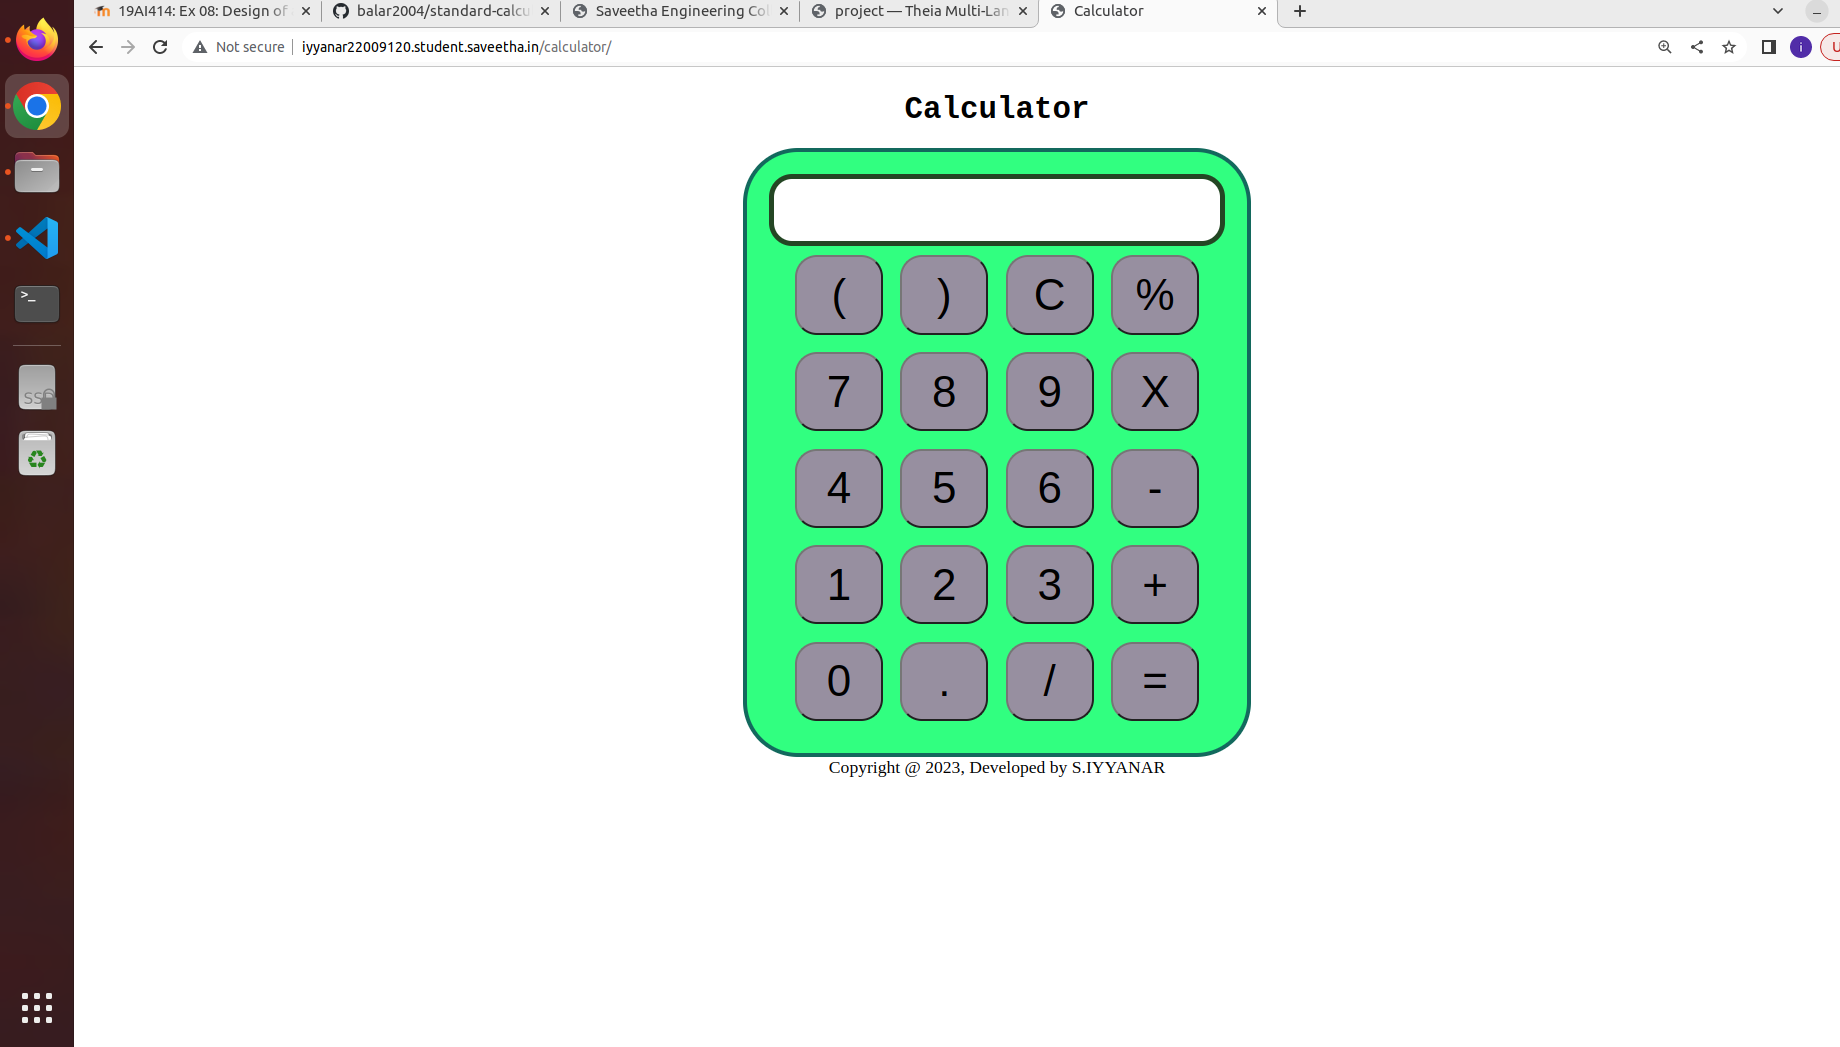 19AI414: Ex 08: Design of
balar2004/standard-calcu
Saveetha Engineering Col
project — Theia Multi-Lan
Calculator
Not secure
iyyanar22009120.student.saveetha.in/calculator/
i
U
Calculator
( ) C %
7 8 9 X
4 5 6 -
1 2 3 +
0 . / =
Copyright @ 2023, Developed by S.IYYANAR
>_
SS